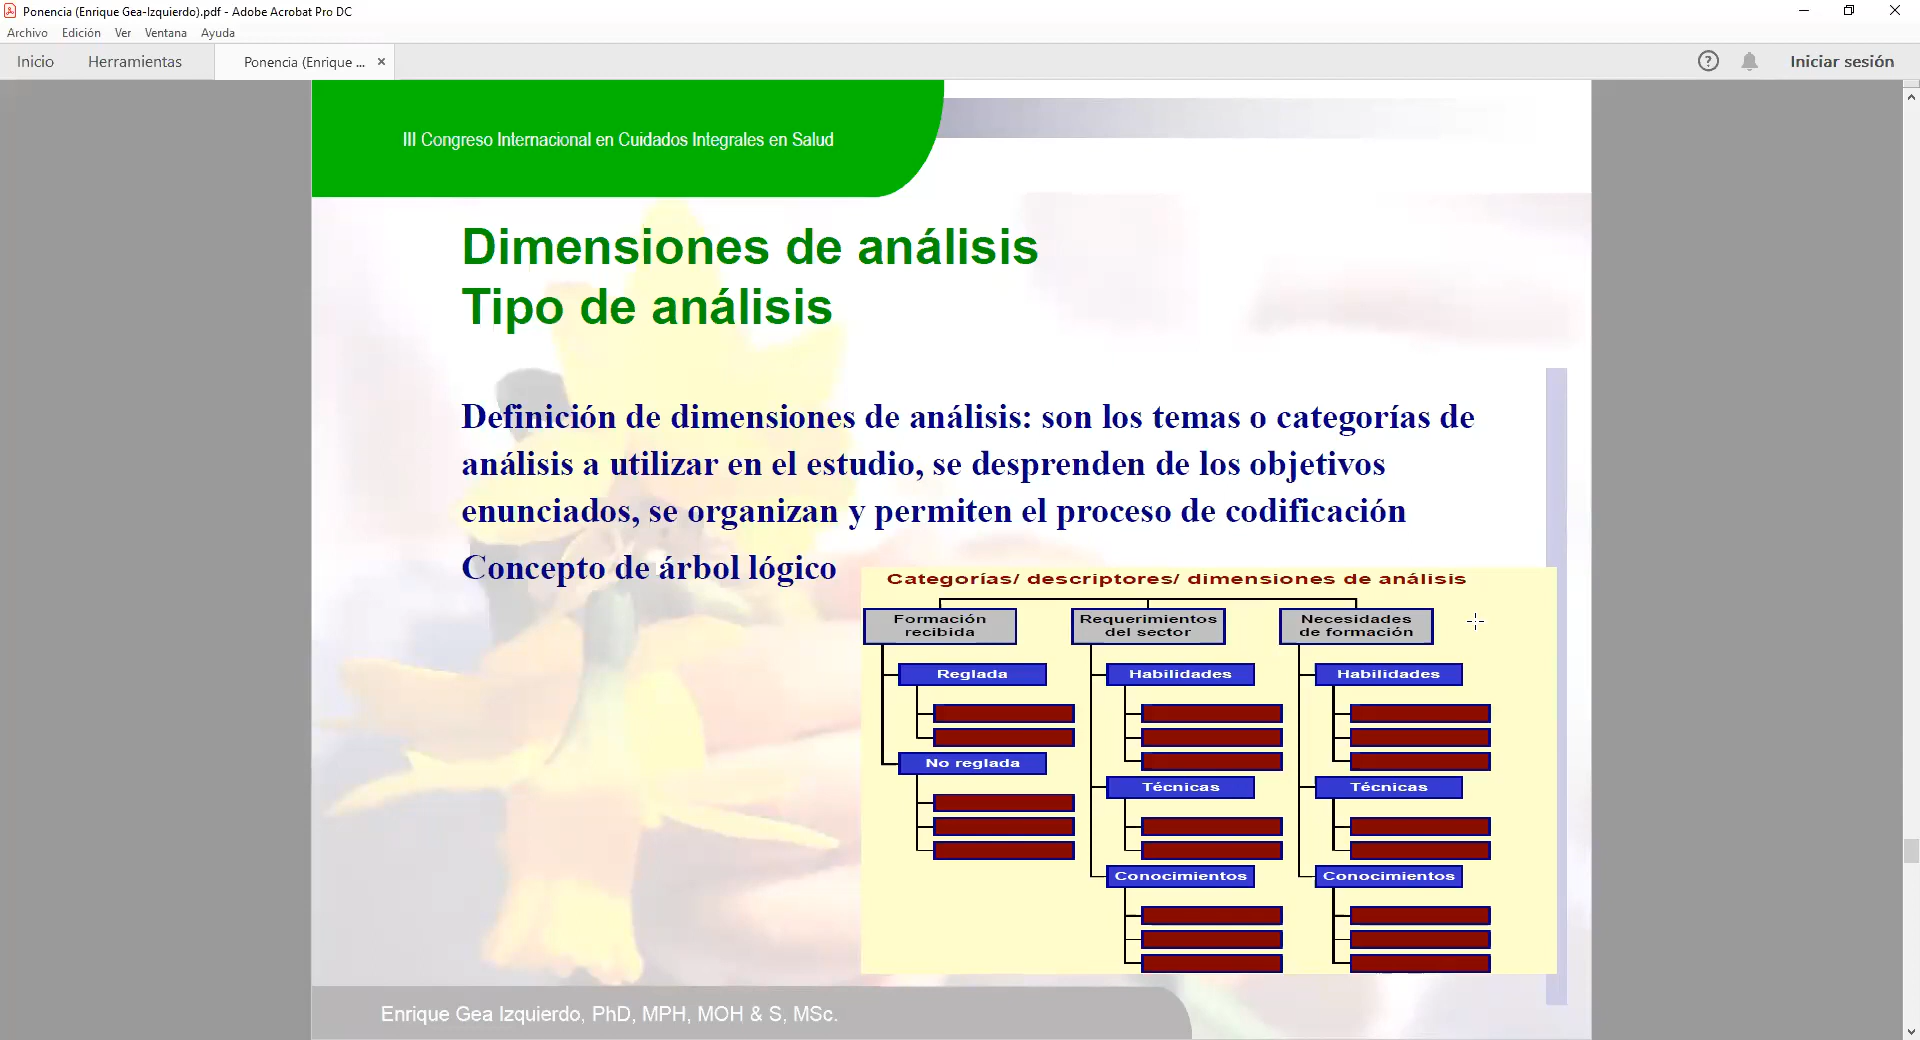 Ponencia (Enrique Gea-Izquierdo).pdf - Adobe Acrobat Pro DC
Archivo Edición Ver Ventana Ayuda
Inicio Herramientas Ponencia (Enrique ... × Iniciar sesión
III Congreso Internacional en Cuidados Integrales en Salud
Dimensiones de análisis
Tipo de análisis
Definición de dimensiones de análisis: son los temas o categorías de
análisis a utilizar en el estudio, se desprenden de los objetivos
enunciados, se organizan y permiten el proceso de codificación
Concepto de árbol lógico
Categorías/ descriptores/ dimensiones de análisis
Formación
recibida
Reglada
No reglada
Requerimientos
del sector
Habilidades
Técnicas
Conocimientos
Necesidades
de formación
Habilidades
Técnicas
Conocimientos
Enrique Gea Izquierdo, PhD, MPH, MOH & S, MSc.